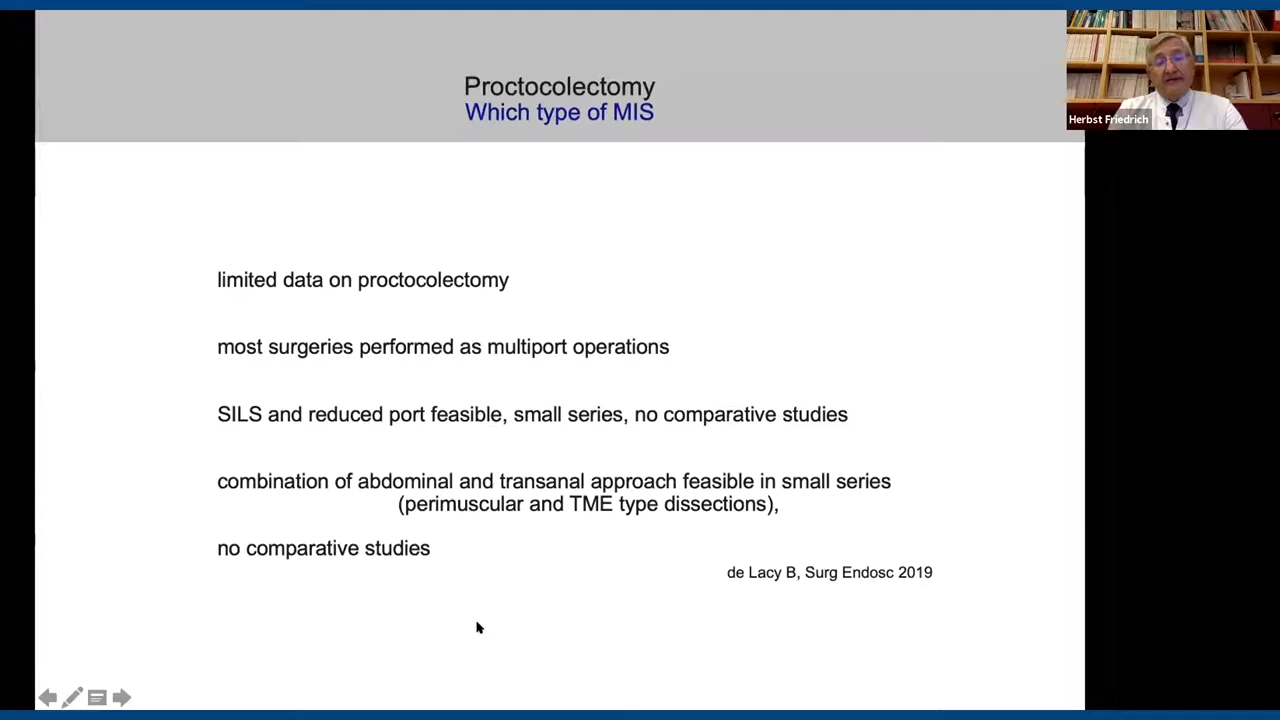 Proctocolectomy
Which type of MIS
Herbst Friedrich
limited data on proctocolectomy
most surgeries performed as multiport operations
SILS and reduced port feasible, small series, no comparative studies
combination of abdominal and transanal approach feasible in small series
(perimuscular and TME type dissections),
no comparative studies
de Lacy B, Surg Endosc 2019